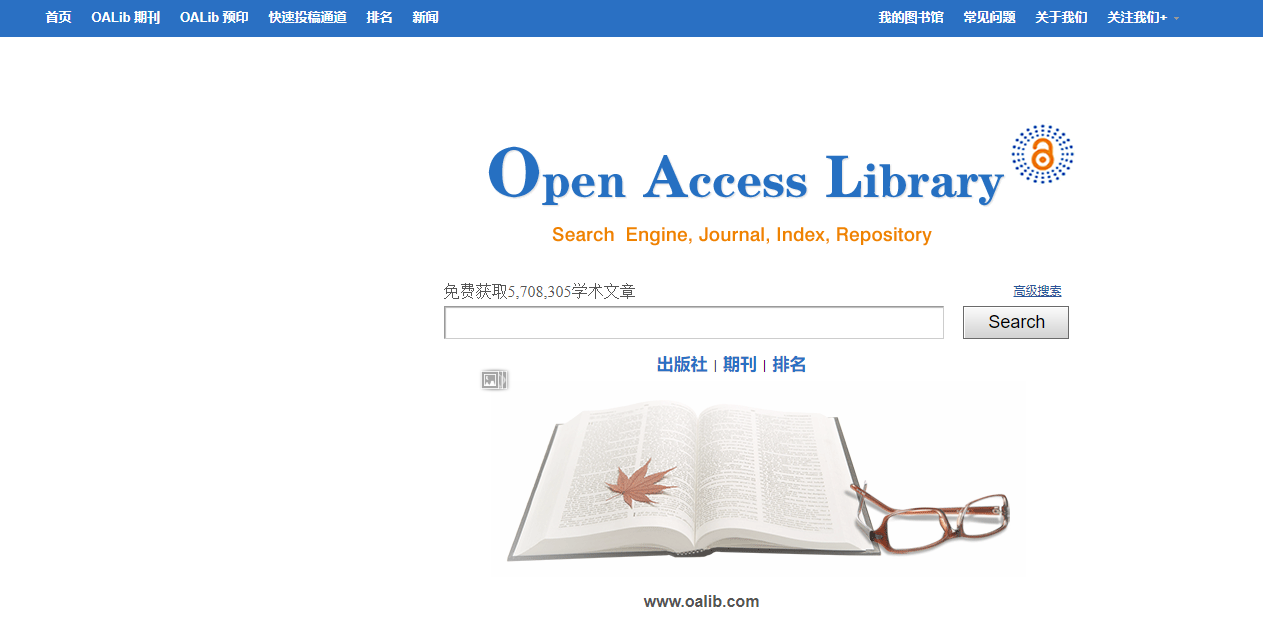 首页 OALib 期刊 OALib 预印 快速投稿通道 排名 新闻 我的图书馆 常见问题 关于我们 关注我们+
Open Access Library
Search Engine, Journal, Index, Repository
免费获取5,708,305学术文章 高级搜索
Search
出版社 | 期刊 | 排名
www.oalib.com